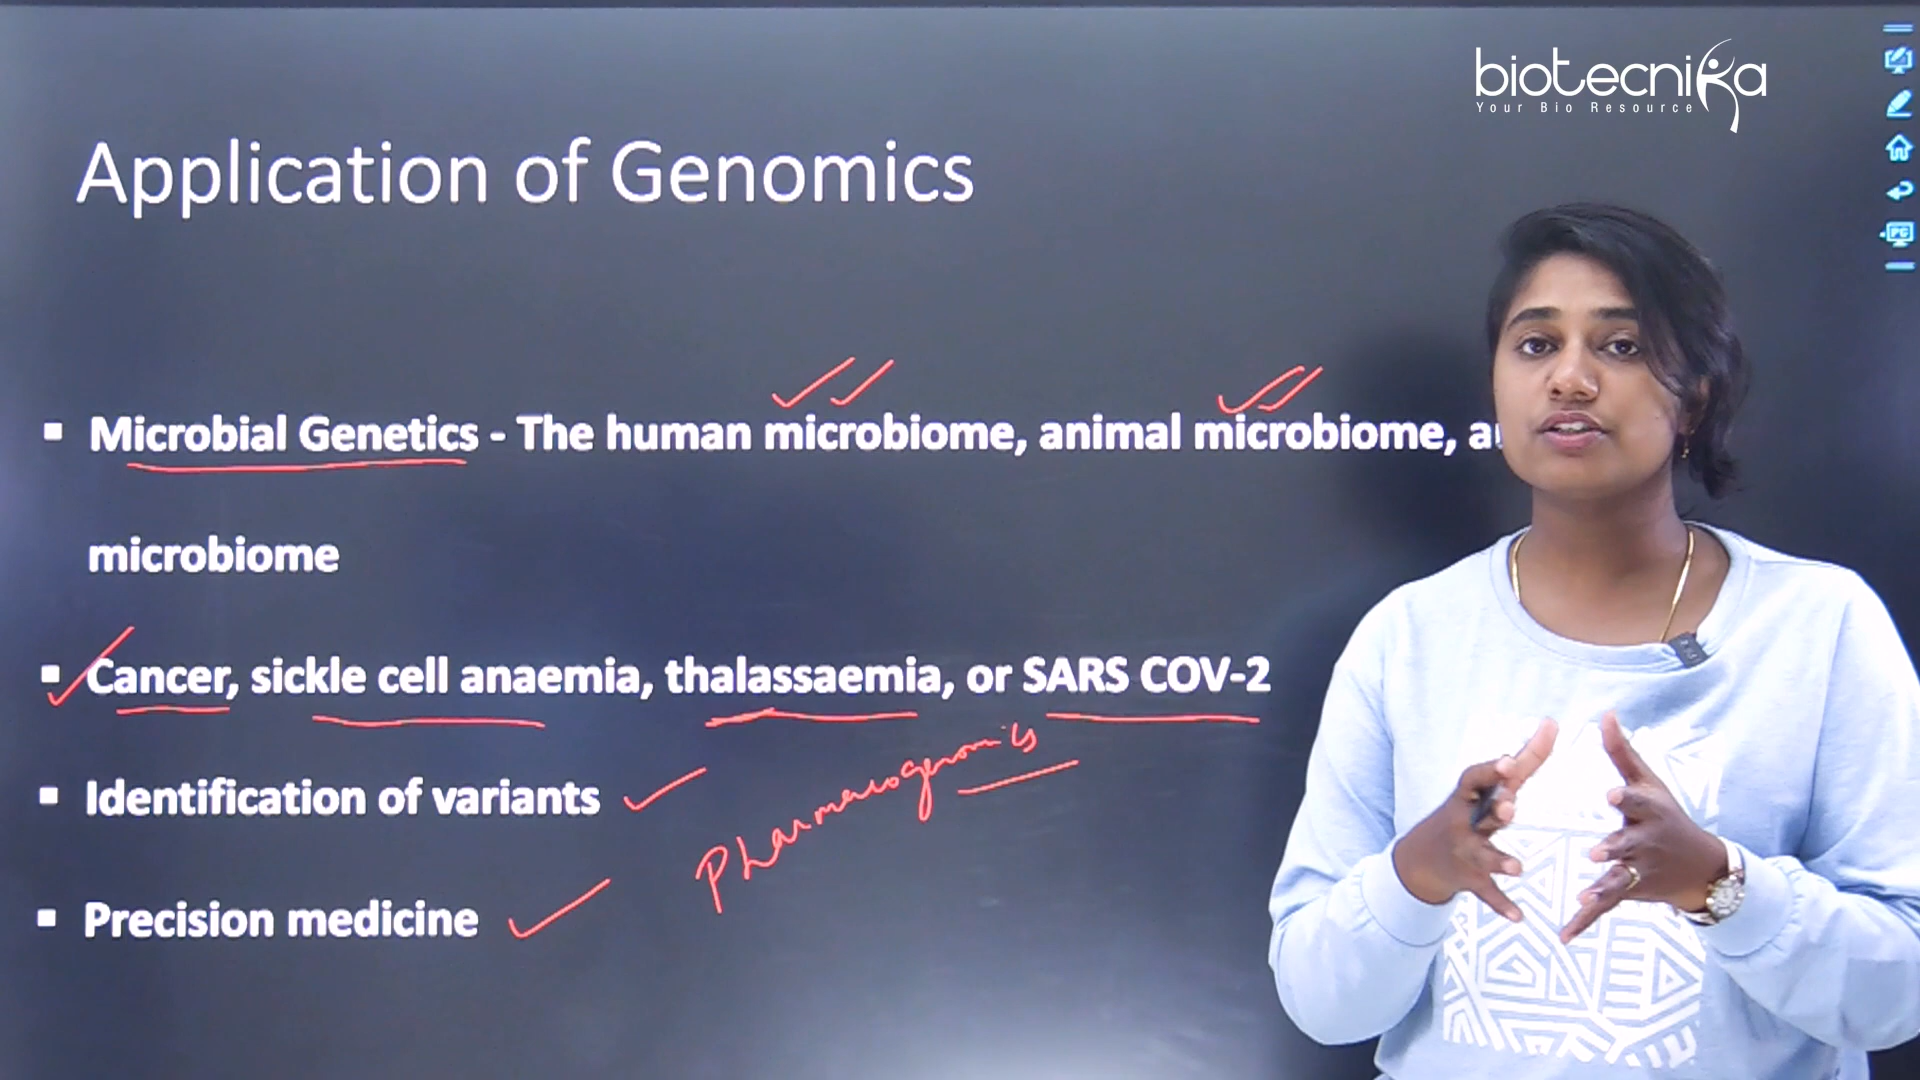 biotecnika
Your Bio Resource
Application of Genomics
▪ Microbial Genetics - The human microbiome, animal microbiome,
microbiome
▪ Cancer, sickle cell anaemia, thalassaemia, or SARS COV-2
Pharmacogenomics
▪ Identification of variants
▪ Precision medicine
PC